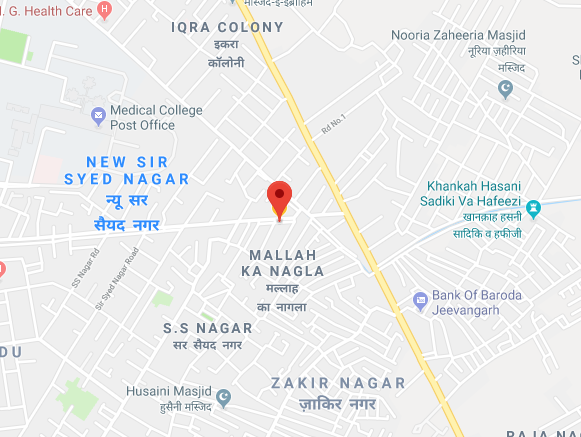 मस्जिद-ए-इब्राहिम
H. G. Health Care
H
IQRA COLONY
इकरा
कॉलोनी
Nooria Zaheeria Masjid
नूरिया ज़हीरिया
मस्जिद
Medical College
Post Office
Rd No.1
NEW SIR
SYED NAGAR
न्यू सर
सैयद नगर
Khankah Hasani
Sadiki Va Hafeezi
खानक़ाह हसनी
सादिकि व हफीजी
MALLAH
KA NAGLA
मल्लाह
का नागला
SS Nagar Rd
Sir Syed Nagar Road
Bank Of Baroda
Jeevangarh
S.S NAGAR
सर सैयद नगर
DU
ZAKIR NAGAR
ज़ाकिर नगर
Husaini Masjid
हुसैनी मस्जिद